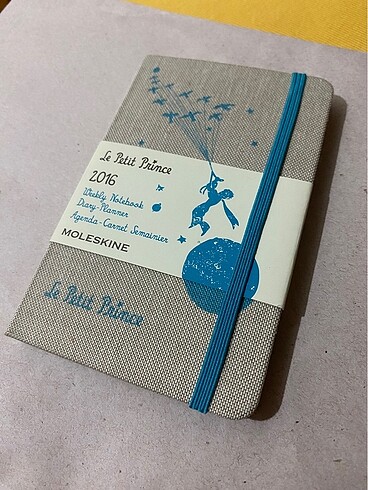 Le Petit Prince
2016
Weekly Notebook
Diary-Planner
Agenda-Carnet Semainier
MOLESKINE
Le Petit Prince